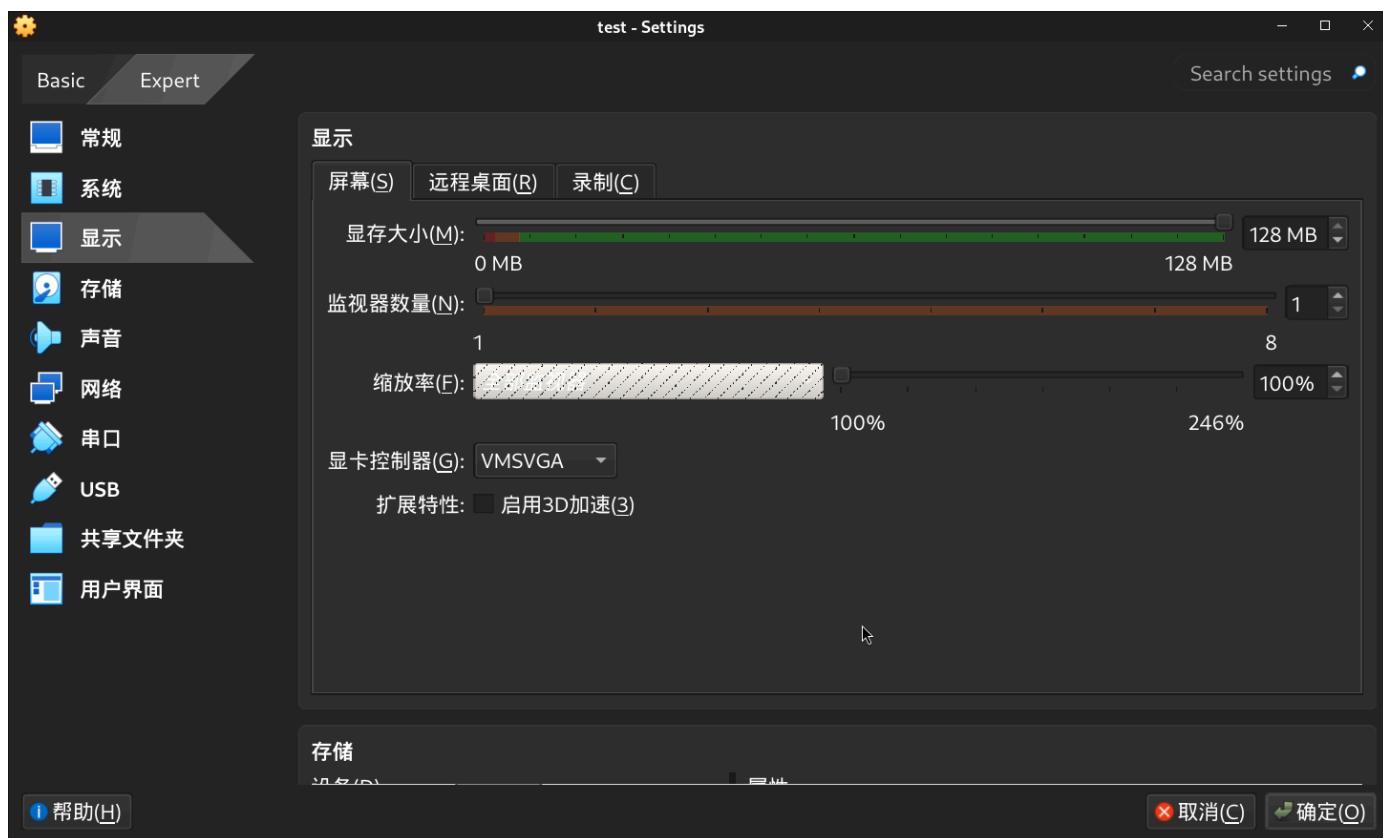 test - Settings
Basic
Expert
Search settings
常规
系统
显示
存储
声音
网络
串口
USB
共享文件夹
用户界面
显示
屏幕(S)
远程桌面(R)
录制(C)
显存大小(M):
128 MB
0 MB
128 MB
监视器数量(N):
1
1
8
缩放率(F):
100%
100%
246%
显卡控制器(G):
VMSVGA
扩展特性:
启用3D加速(3)
存储
帮助(H)
取消(C)
确定(O)